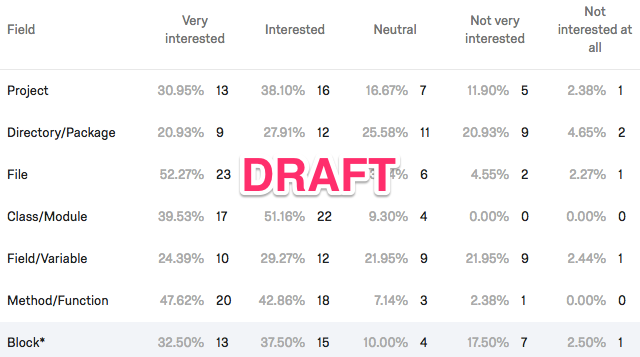 Field
Very interested
Interested
Neutral
Not very interested
Not interested at all
Project 30.95% 13 38.10% 16 16.67% 7 11.90% 5 2.38% 1
Directory/Package 20.93% 9 27.91% 12 25.58% 11 20.93% 9 4.65% 2
DRAFT
File 52.27% 23 6 4.55% 2 2.27% 1
Class/Module 39.53% 17 51.16% 22 9.30% 4 0.00% 0 0.00% 0
Field/Variable 24.39% 10 29.27% 12 21.95% 9 21.95% 9 2.44% 1
Method/Function 47.62% 20 42.86% 18 7.14% 3 2.38% 1 0.00% 0
Block* 32.50% 13 37.50% 15 10.00% 4 17.50% 7 2.50% 1